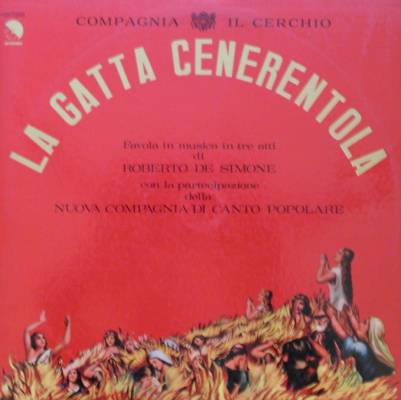 COMPAGNIA IL CERCHIO
LA GATTA CENERENTOLA
Favola in musica in tre atti
di
ROBERTO DE SIMONE
con la partecipazione
della
NUOVA COMPAGNIA DI CANTO POPOLARE